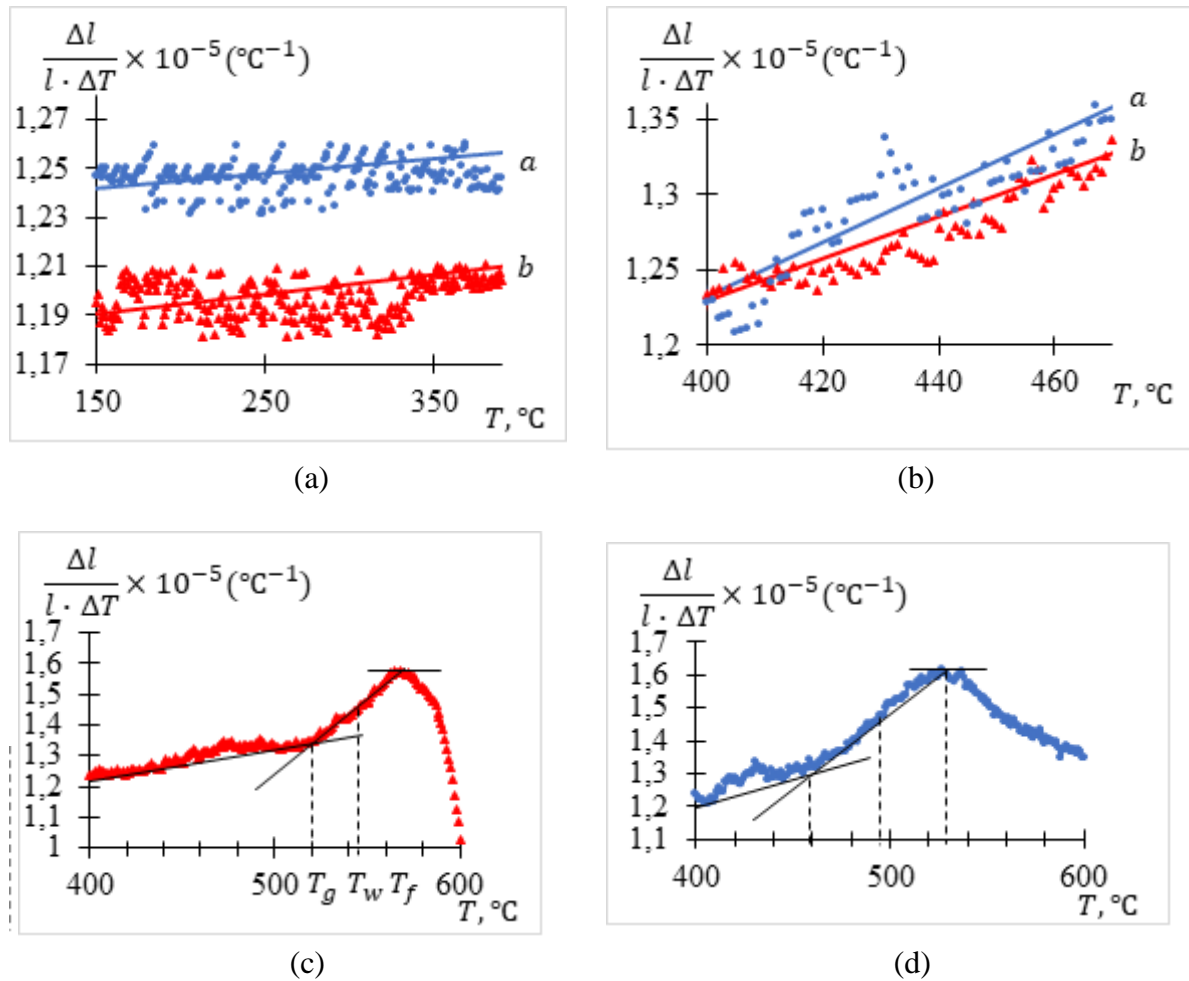 Δl / l · ΔT × 10⁻⁵ (°C⁻¹)
1,27
1,25
1,23
1,21
1,19
1,17
a
b
150
250
350
T, °C
(a)
Δl / l · ΔT × 10⁻⁵ (°C⁻¹)
1,35
1,3
1,25
1,2
a
b
400
420
440
460
T, °C
(b)
Δl / l · ΔT × 10⁻⁵ (°C⁻¹)
1,7
1,6
1,5
1,4
1,3
1,2
1,1
1
400
500
T_g
T_w
T_f
600
T, °C
(c)
Δl / l · ΔT × 10⁻⁵ (°C⁻¹)
1,7
1,6
1,5
1,4
1,3
1,2
1,1
400
500
600
T, °C
(d)